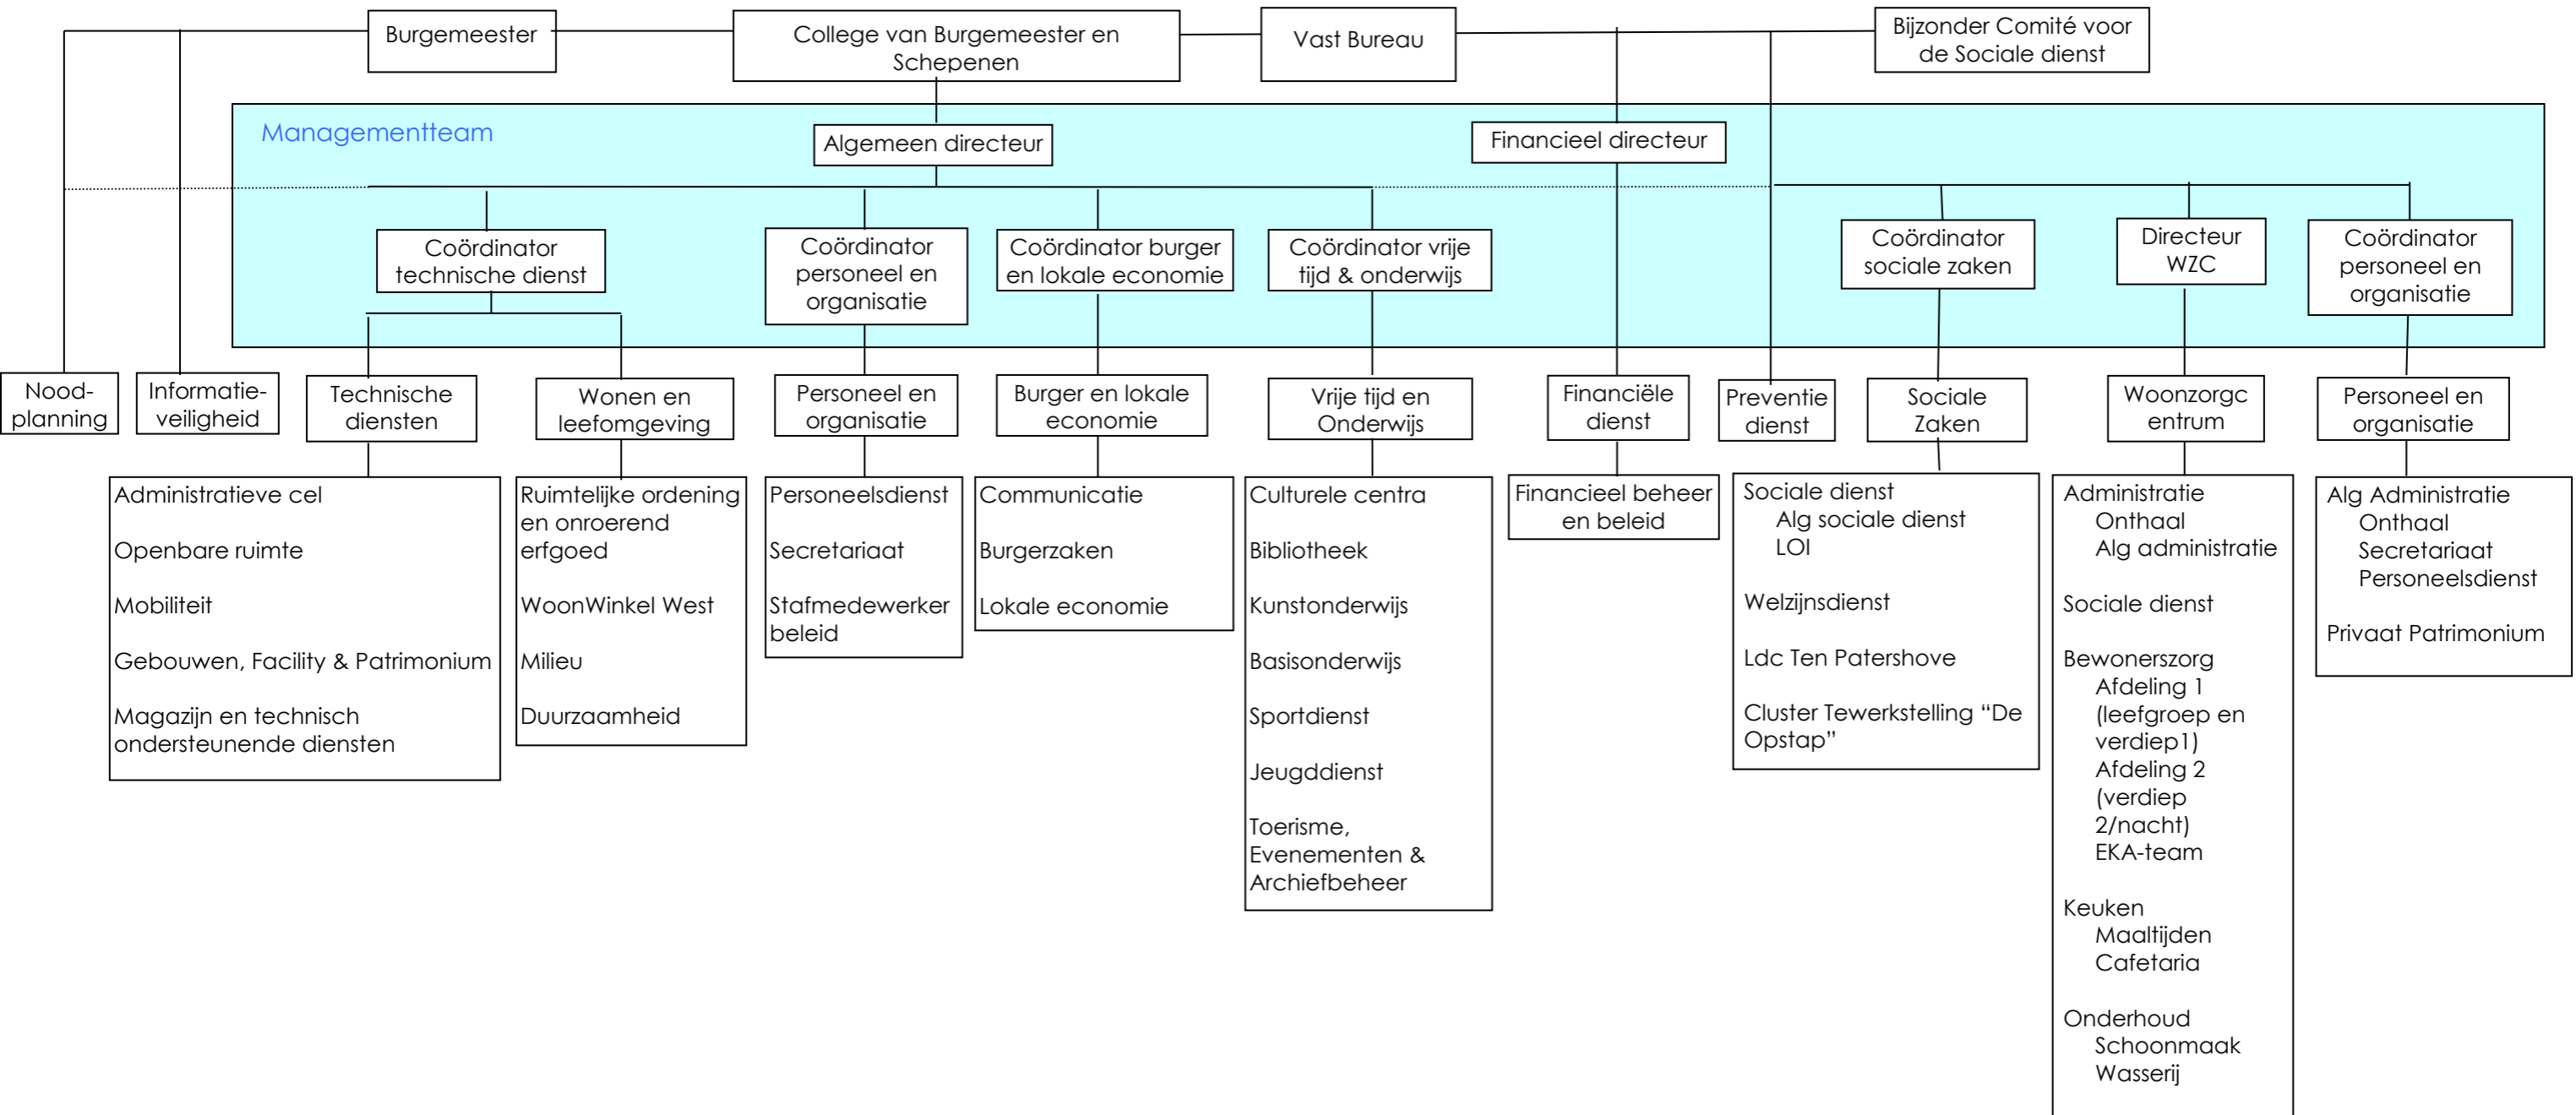 Burgemeester
College van Burgemeester en
Schepenen
Vast Bureau
Bijzonder Comité voor
de Sociale dienst
Managementteam
Algemeen directeur
Financieel directeur
Coördinator
technische dienst
Coördinator
personeel en
organisatie
Coördinator burger
en lokale economie
Coördinator vrije
tijd & onderwijs
Coördinator
sociale zaken
Directeur
WZC
Coördinator
personeel en
organisatie
Nood-
planning
Informatie-
veiligheid
Technische
diensten
Wonen en
leefomgeving
Personeel en
organisatie
Burger en lokale
economie
Vrije tijd en
Onderwijs
Financiële
dienst
Preventie
dienst
Sociale
Zaken
Woonzorgc
entrum
Personeel en
organisatie
Administratieve cel
Openbare ruimte
Mobiliteit
Gebouwen, Facility & Patrimonium
Magazijn en technisch
ondersteunende diensten
Ruimtelijke ordening
en onroerend
erfgoed
WoonWinkel West
Milieu
Duurzaamheid
Personeelsdienst
Secretariaat
Stafmedewerker
beleid
Communicatie
Burgerzaken
Lokale economie
Culturele centra
Bibliotheek
Kunstonderwijs
Basisonderwijs
Sportdienst
Jeugddienst
Toerisme,
Evenementen &
Archiefbeheer
Financieel beheer
en beleid
Sociale dienst
Alg sociale dienst
LOI
Welzijnsdienst
Ldc Ten Patershove
Cluster Tewerkstelling “De
Opstap”
Administratie
Onthaal
Alg administratie
Sociale dienst
Bewonerszorg
Afdeling 1
(leefgroep en
verdiep1)
Afdeling 2
(verdiep
2/nacht)
EKA-team
Keuken
Maaltijden
Cafetaria
Onderhoud
Schoonmaak
Wasserij
Alg Administratie
Onthaal
Secretariaat
Personeelsdienst
Privaat Patrimonium